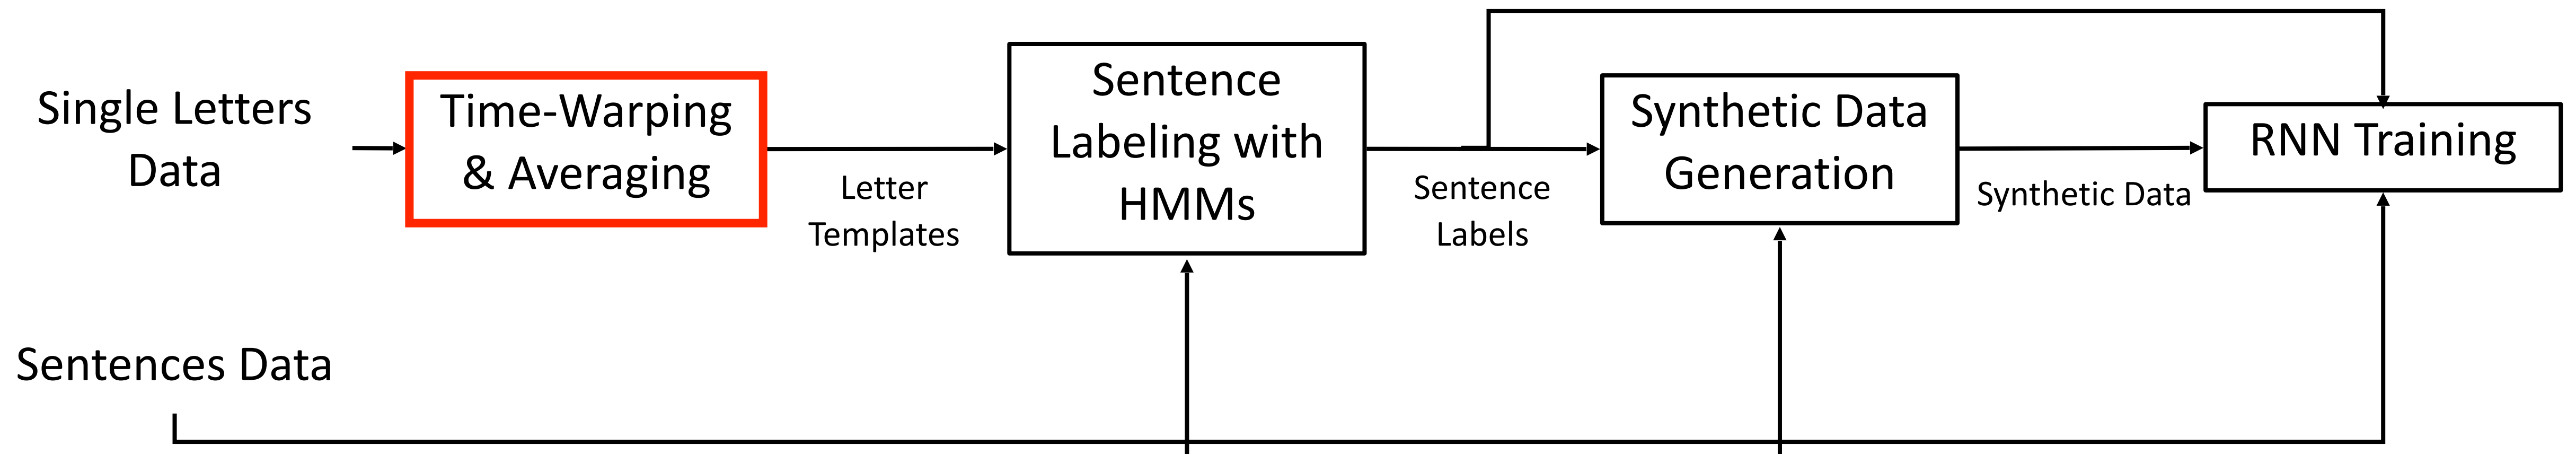 Single Letters
Data
Time-Warping
& Averaging
Letter
Templates
Sentence
Labeling with
HMMs
Sentence
Labels
Synthetic Data
Generation
Synthetic Data
RNN Training
Sentences Data